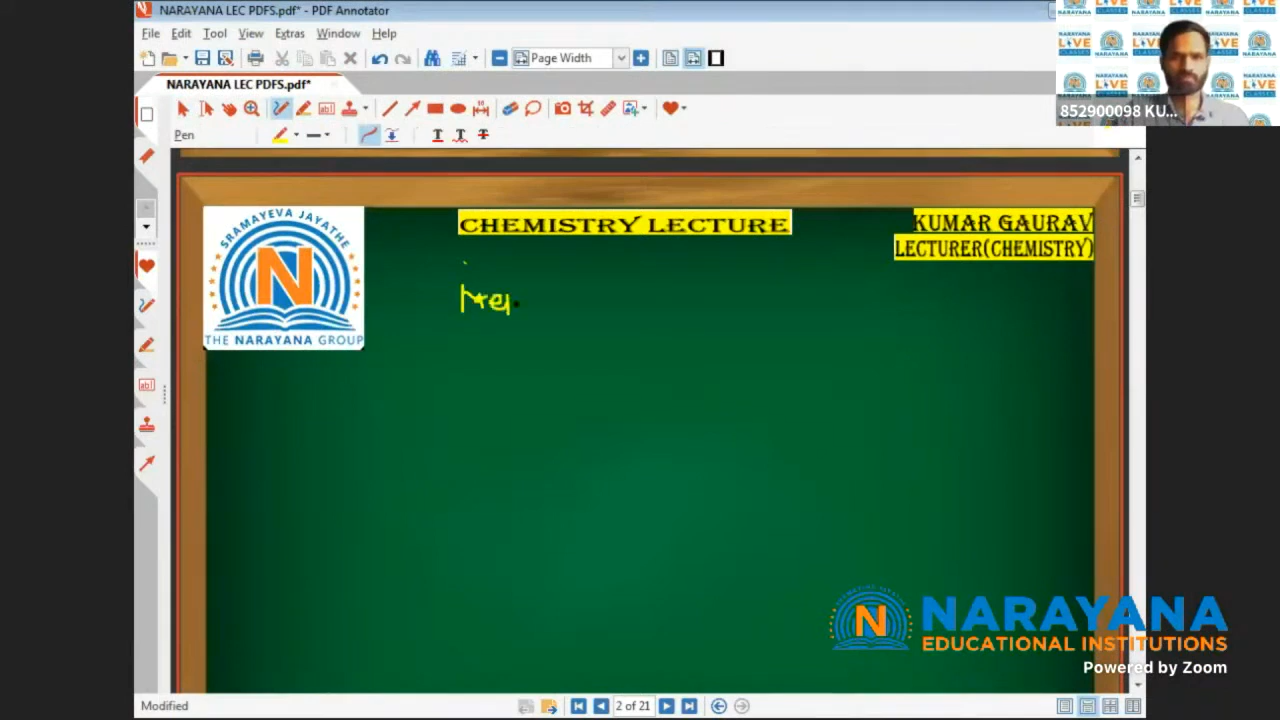 NARAYANA LEC PDFS.pdf* - PDF Annotator
File Edit Tool View Extras Window Help
Page Width
NARAYANA LEC PDFS.pdf*
Pen
852900098 KU...
SRAMAYEVA JAYATHE
N
THE NARAYANA GROUP
CHEMISTRY LECTURE
KUMAR GAURAV
LECTURER(CHEMISTRY)
NARAYANA
EDUCATIONAL INSTITUTIONS
Powered by Zoom
Modified
2 of 21